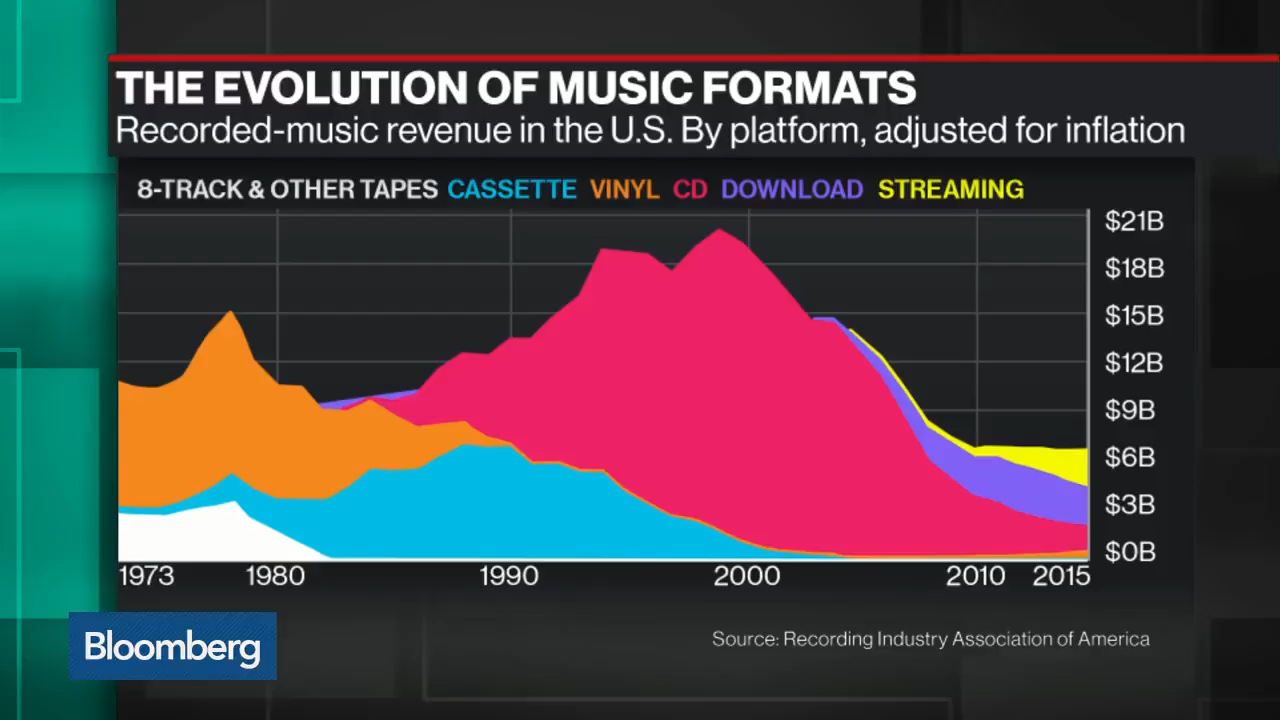 THE EVOLUTION OF MUSIC FORMATS
Recorded-music revenue in the U.S. By platform, adjusted for inflation
8-TRACK & OTHER TAPES CASSETTE VINYL CD DOWNLOAD STREAMING
$21B
$18B
$15B
$12B
$9B
$6B
$3B
$0B
1973 1980 1990 2000 2010 2015
Bloomberg
Source: Recording Industry Association of America